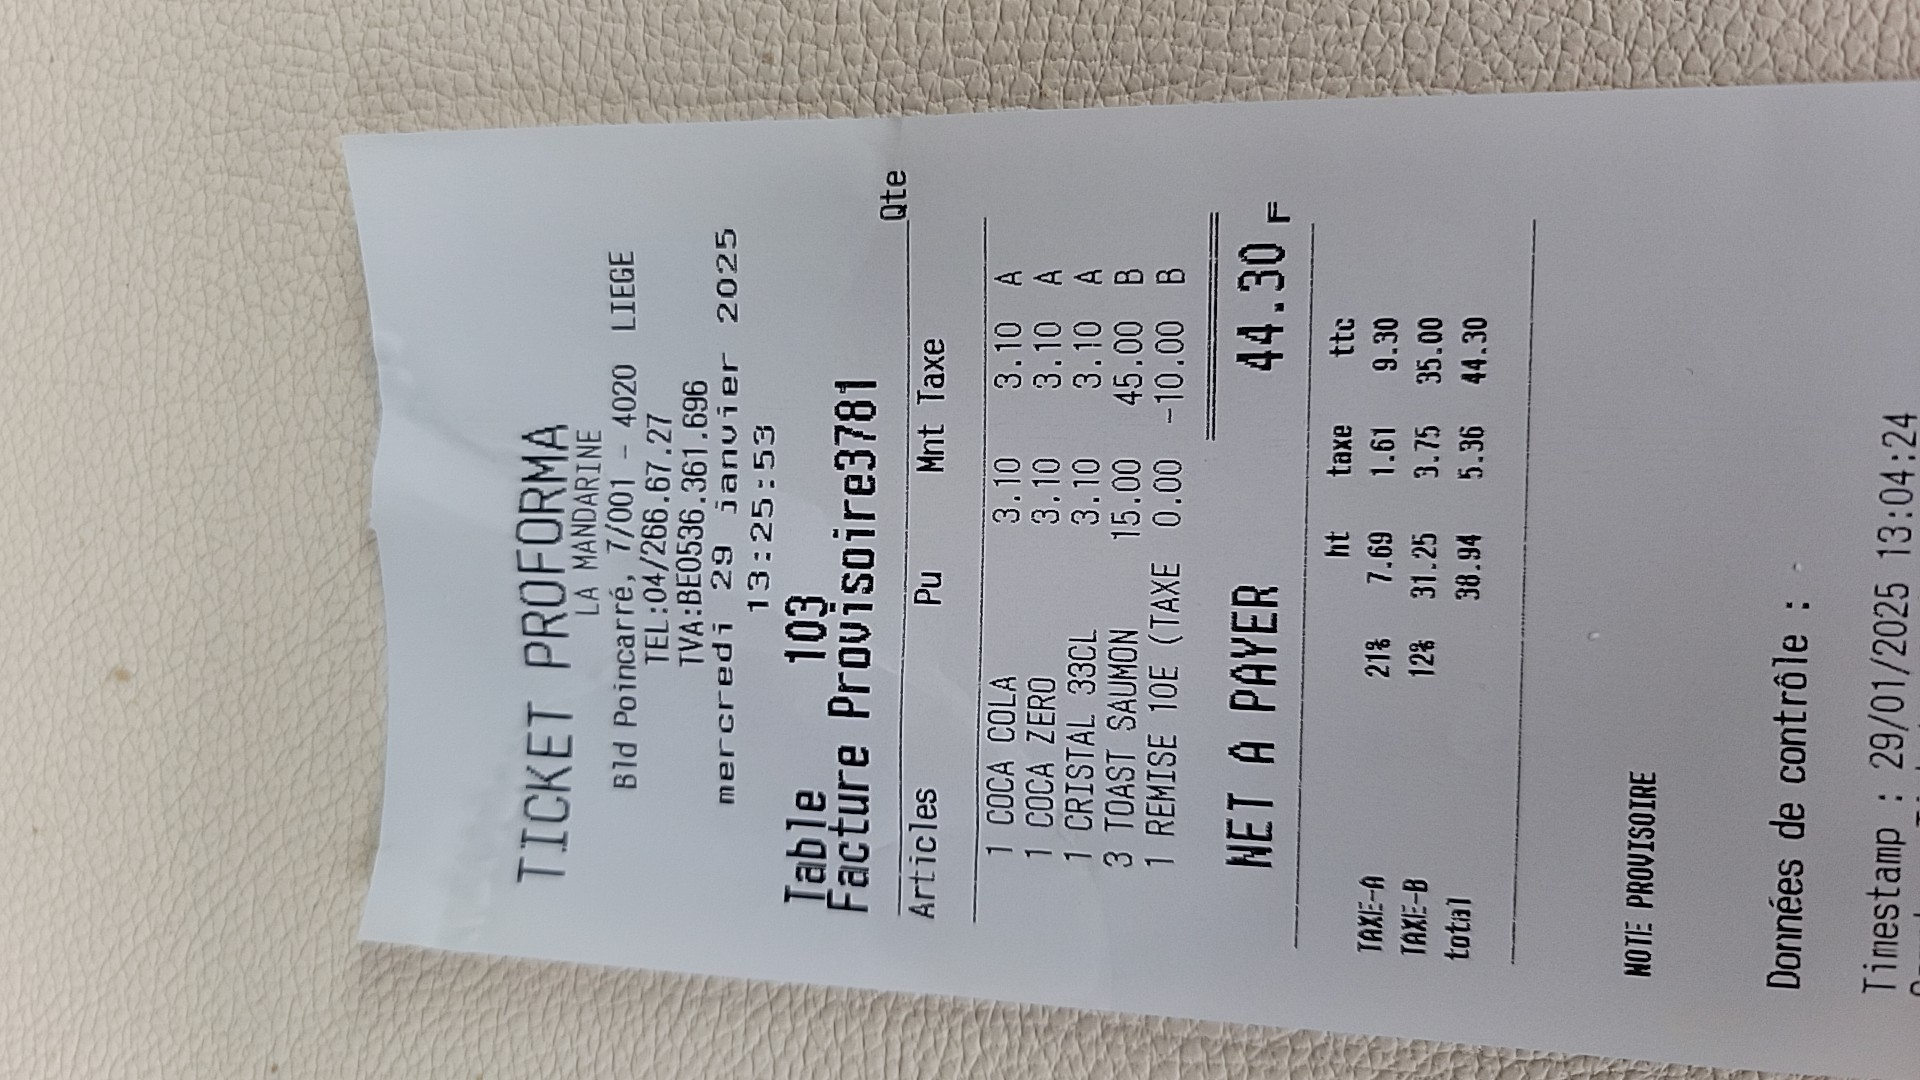 TICKET PROFORMA
LA MANDARINE
Bld Poincarré, 7/001 - 4020 LIEGE
TEL:04/266.67.27
TVA:BE0536.361.696
mercredi 29 janvier 2025
13:25:53
Table 103
Facture Provisoire3781
Qte
Articles Pu Mnt Taxe
1 COCA COLA 3.10 3.10 A
1 COCA ZERO 3.10 3.10 A
1 CRISTAL 33CL 3.10 3.10 A
3 TOAST SAUMON 15.00 45.00 B
1 REMISE 10E (TAXE 0.00 -10.00 B
NET A PAYER 44.30
F
ht taxe ttc
TAXE-A 21% 7.69 1.61 9.30
TAXE-B 12% 31.25 3.75 35.00
total 38.94 5.36 44.30
NOTE PROVISOIRE
Données de contrôle :
Timestamp : 29/01/2025 13:04:24